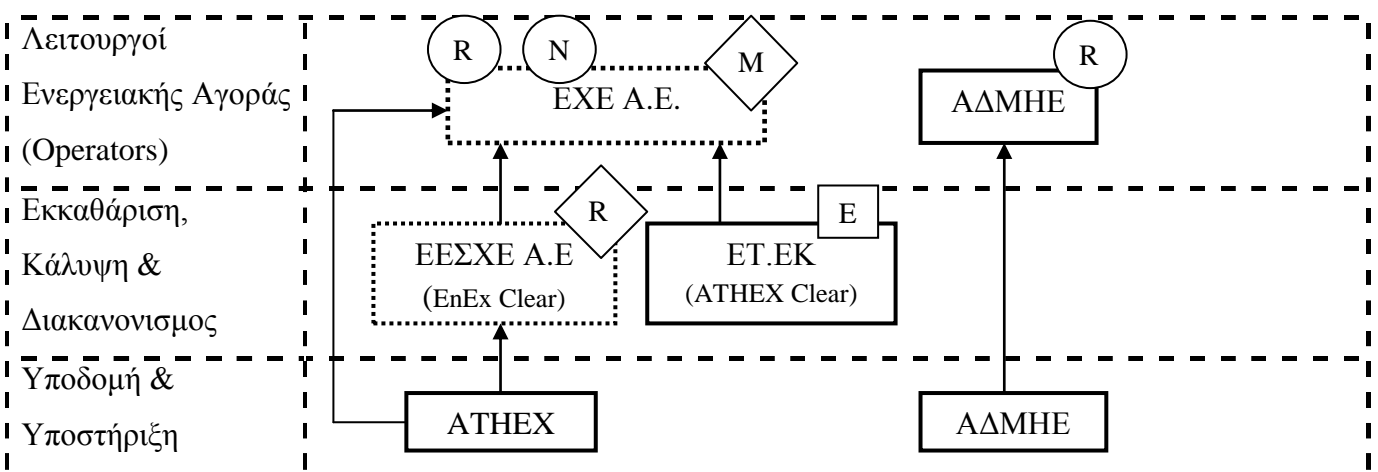 Λειτουργοί
Ενεργειακής Αγοράς
(Operators)
R
N
M
ΕΧΕ Α.Ε.
R
ΑΔΜΗΕ
Εκκαθάριση,
Κάλυψη &
Διακανονισμος
R
ΕΕΣΧΕ Α.Ε
(EnEx Clear)
E
ΕΤ.ΕΚ
(ATHEX Clear)
Υποδομή &
Υποστήριξη
ATHEX
ΑΔΜΗΕ